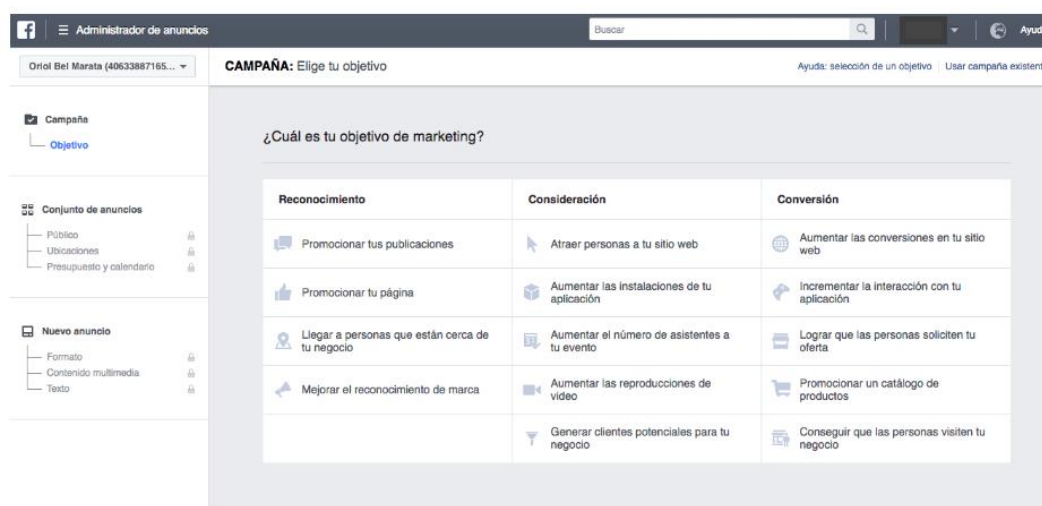 Administrador de anuncios
Buscar
Ayud
Oriol Bel Marata (40633887165...
CAMPAÑA: Elige tu objetivo
Ayuda: selección de un objetivo
Usar campaña existent
Campaña
Objetivo
Conjunto de anuncios
Público
Ubicaciones
Presupuesto y calendario
Nuevo anuncio
Formato
Contenido multimedia
Texto
¿Cuál es tu objetivo de marketing?
Reconocimiento
Promocionar tus publicaciones
Promocionar tu página
Llegar a personas que están cerca de
tu negocio
Mejorar el reconocimiento de marca
Consideración
Atraer personas a tu sitio web
Aumentar las instalaciones de tu
aplicación
Aumentar el número de asistentes a
tu evento
Aumentar las reproducciones de
video
Generar clientes potenciales para tu
negocio
Conversión
Aumentar las conversiones en tu sitio
web
Incrementar la interacción con tu
aplicación
Lograr que las personas soliciten tu
oferta
Promocionar un catálogo de
productos
Conseguir que las personas visiten tu
negocio